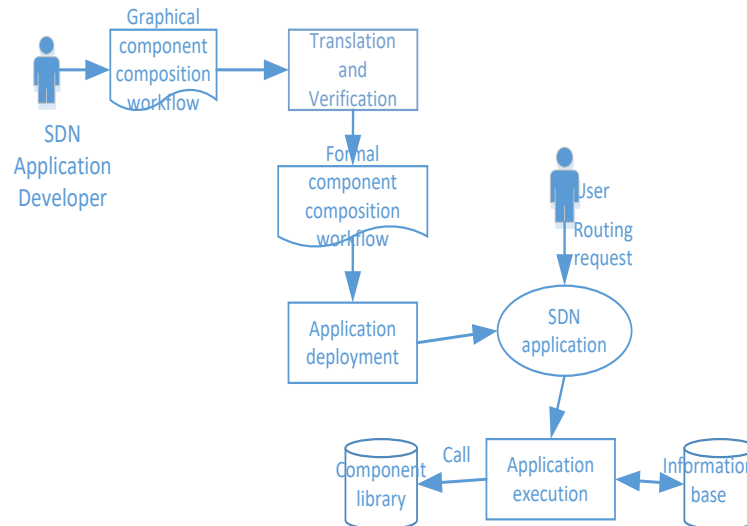 Graphical
component
composition
workflow
Translation
and
Verification
SDN
Application
Developer
Formal
component
composition
workflow
User
Routing
request
Application
deployment
SDN
application
Call
Component
library
Application
execution
Information
base